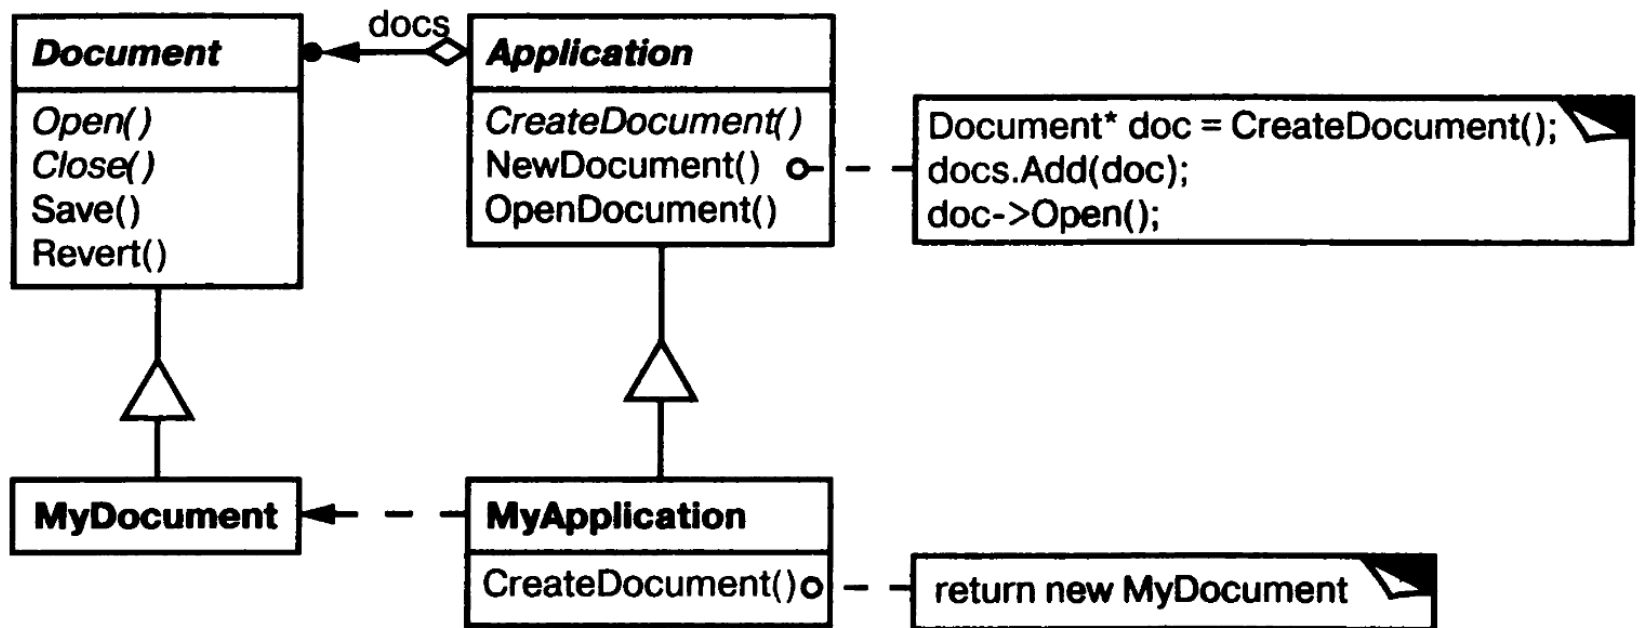 docs
Document
Open()
Close()
Save()
Revert()
Application
CreateDocument()
NewDocument()
OpenDocument()
Document* doc = CreateDocument();
docs.Add(doc);
doc->Open();
MyDocument
MyApplication
CreateDocument()
return new MyDocument